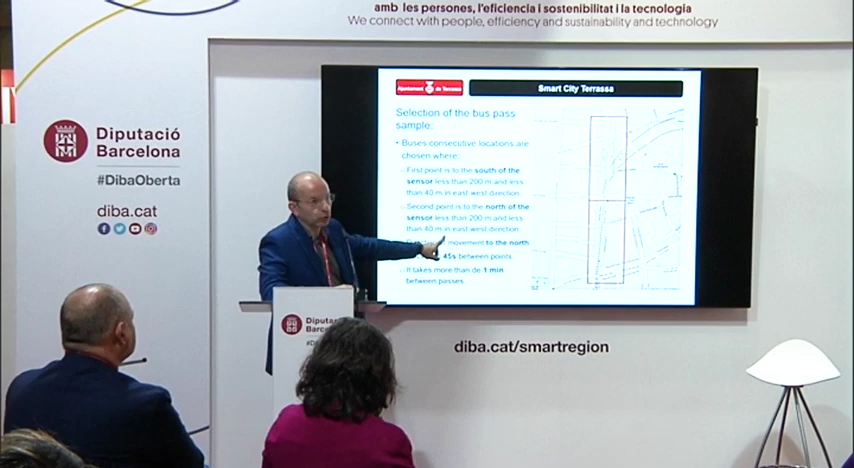 amb les persones, l'eficiencia i sostenibilitat i la tecnologia
We connect with people, efficiency and sustainability and technology
Diputació
Barcelona
#DibaOberta
diba.cat
Ajuntament de Terrassa
Smart City Terrassa
Selection of the bus pass
sample:
• Buses consecutive locations are
chosen where:
– First point is to the south of the
sensor less than 200 m and less
than 40 m in east west direction.
– Second point is to the north of the
sensor less than 200 m and less
than 40 m in east west direction.
movement to the north
45s between points.
– It takes more than de 1 min
between passes.
Diputació
diba.cat/smartregion